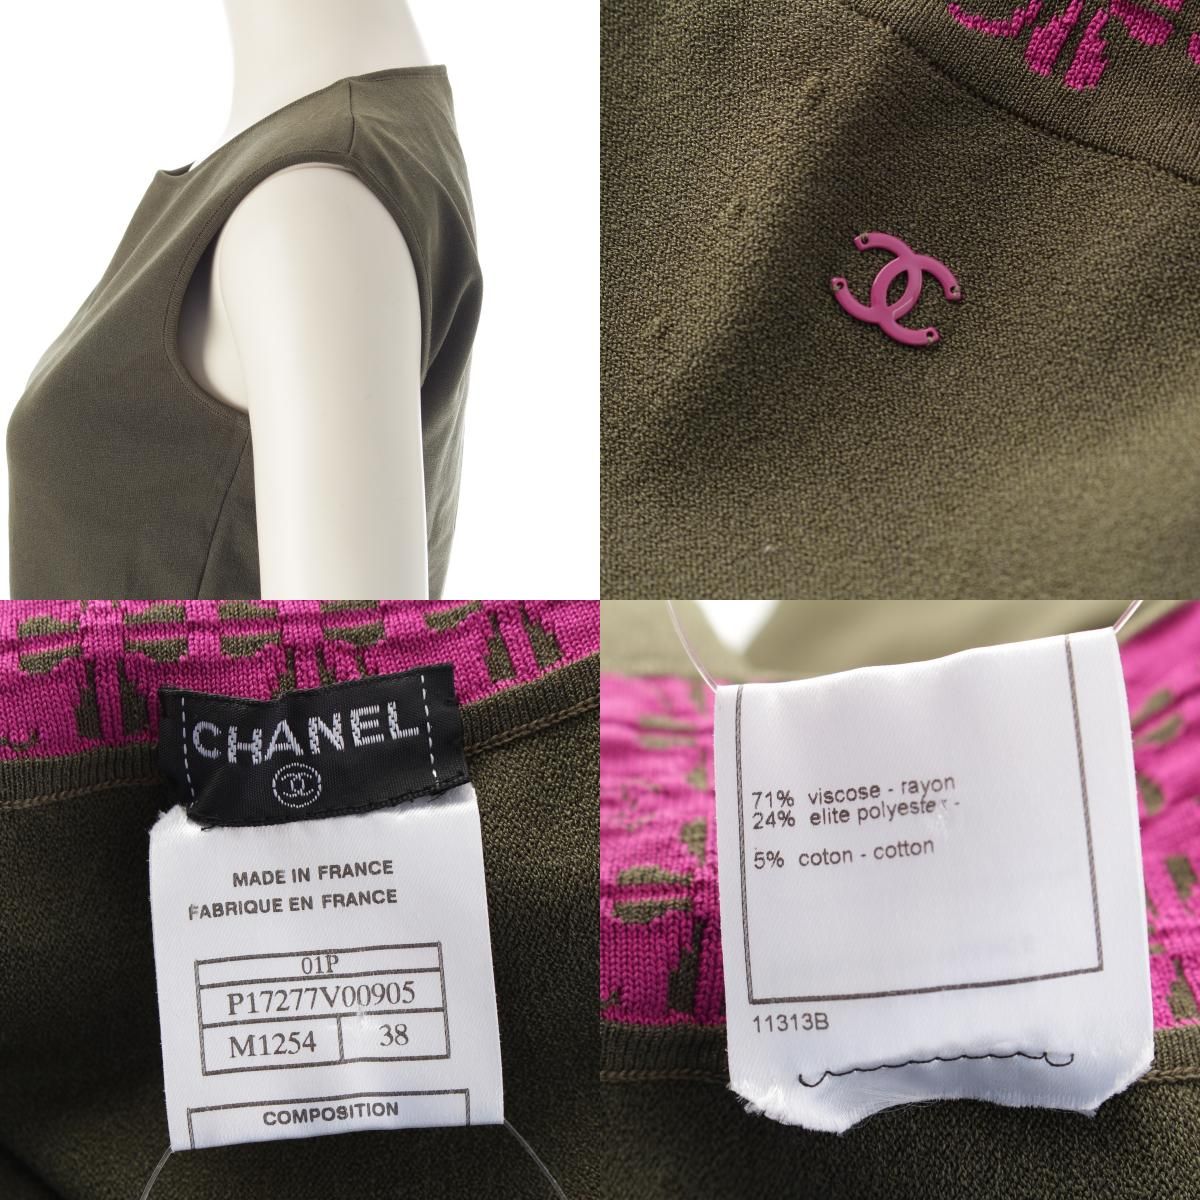 CHANEL
MADE IN FRANCE
FABRIQUE EN FRANCE
01P
P17277V00905
M1254 38
COMPOSITION
71% viscose - rayon
24% elite polyester -
5% coton - cotton
11313B